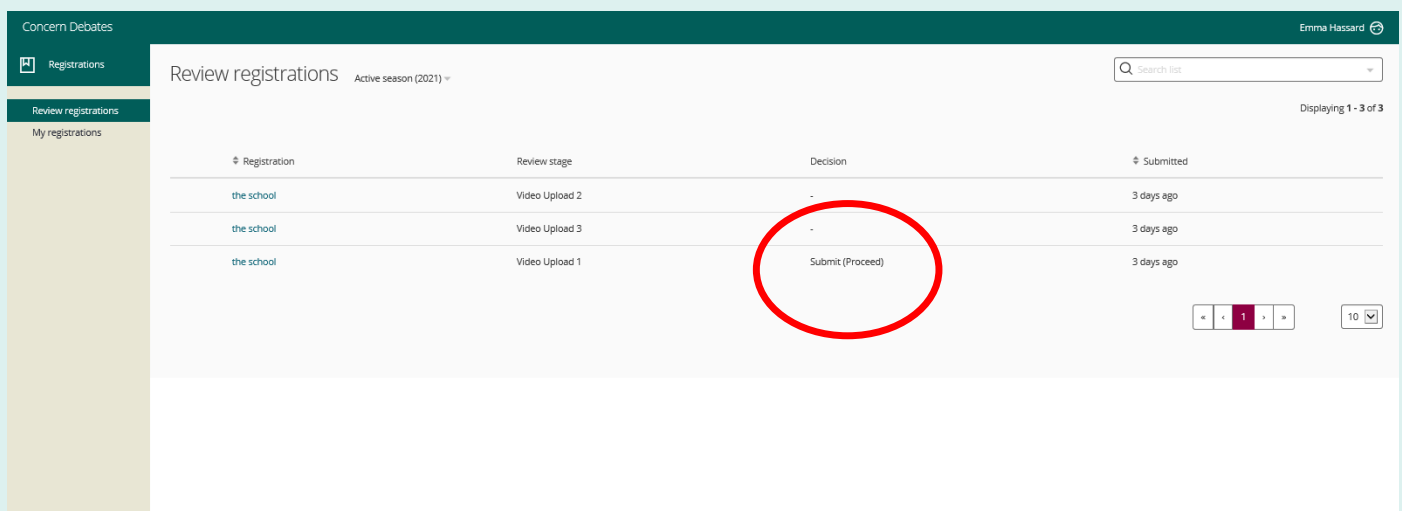 Concern Debates
Emma Hassard
Registrations
Review registrations Active season (2021)
Search list
Displaying 1 - 3 of 3
Review registrations
My registrations
Registration Review stage Decision Submitted
the school Video Upload 2 - 3 days ago
the school Video Upload 3 - 3 days ago
the school Video Upload 1 Submit (Proceed) 3 days ago
« ‹ 1 › » 10